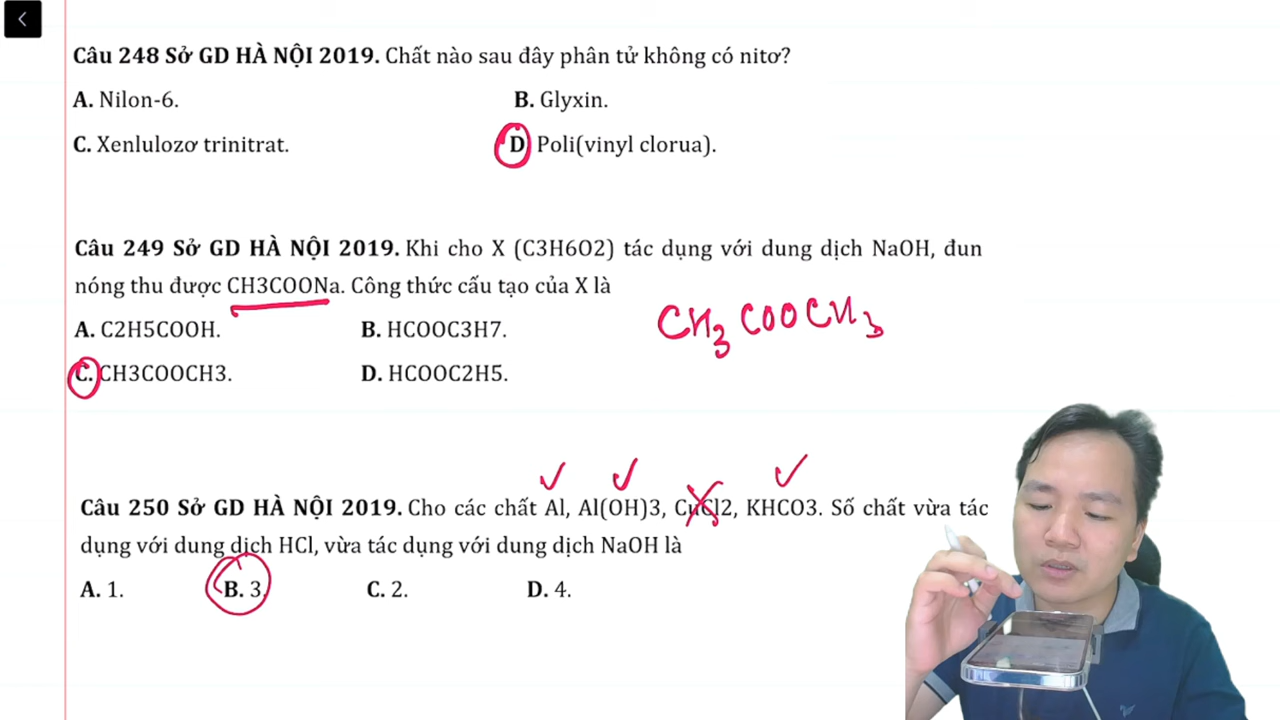 Câu 248 Sở GD HÀ NỘI 2019. Chất nào sau đây phân tử không có nitơ?
A. Nilon-6. B. Glyxin.
C. Xenlulozơ trinitrat. D Poli(vinyl clorua).
Câu 249 Sở GD HÀ NỘI 2019. Khi cho X (C3H6O2) tác dụng với dung dịch NaOH, đun
nóng thu được CH3COONa. Công thức cấu tạo của X là
CH3COOCH3
A. C2H5COOH. B. HCOOC3H7.
C. CH3COOCH3. D. HCOOC2H5.
Câu 250 Sở GD HÀ NỘI 2019. Cho các chất Al, Al(OH)3, CuCl2, KHCO3. Số chất vừa tác
dụng với dung dịch HCl, vừa tác dụng với dung dịch NaOH là
A. 1. B. 3. C. 2. D. 4.